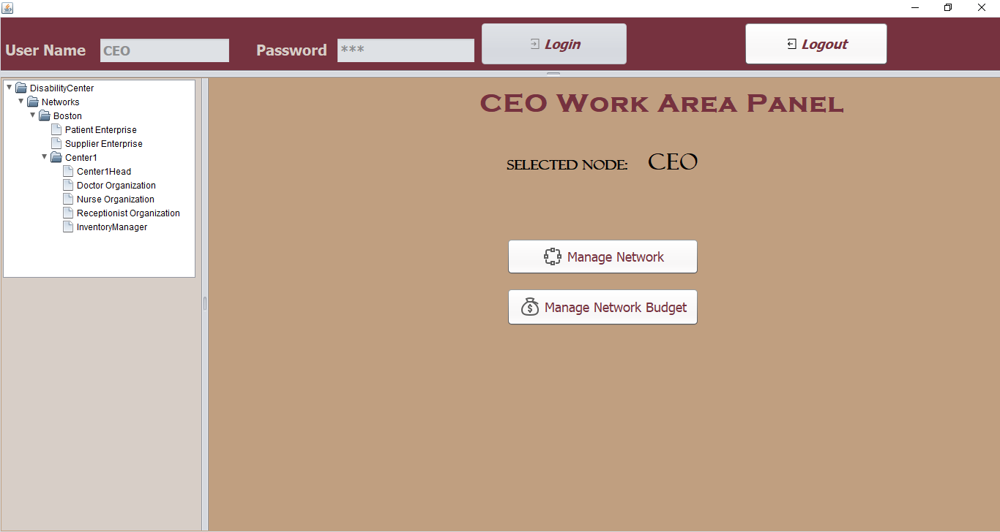 User Name CEO Password *** Login Logout
DisabilityCenter
Networks
Boston
Patient Enterprise
Supplier Enterprise
Center1
Center1Head
Doctor Organization
Nurse Organization
Receptionist Organization
InventoryManager
CEO Work Area Panel
SELECTED NODE: CEO
Manage Network
Manage Network Budget